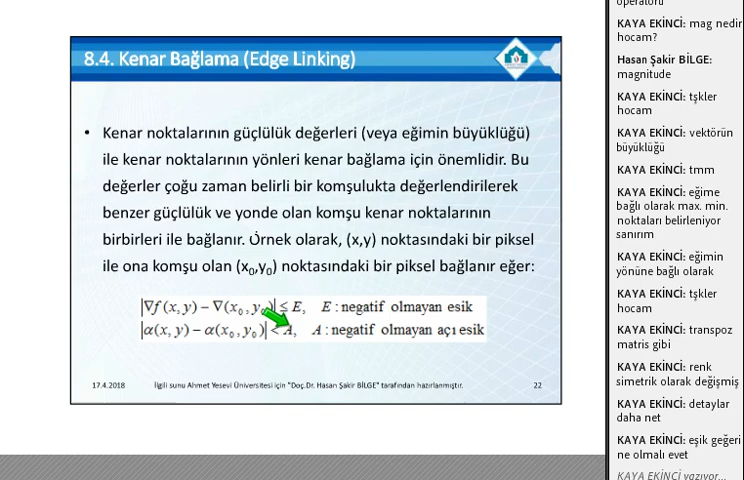 8.4. Kenar Bağlama (Edge Linking)
• Kenar noktalarının güçlülük değerleri (veya eğimin büyüklüğü)
ile kenar noktalarının yönleri kenar bağlama için önemlidir. Bu
değerler çoğu zaman belirli bir komşulukta değerlendirilerek
benzer güçlülük ve yonde olan komşu kenar noktalarının
birbirleri ile bağlanır. Örnek olarak, (x,y) noktasındaki bir piksel
ile ona komşu olan (x₀,y₀) noktasındaki bir piksel bağlanır eğer:
|∇f(x, y) − ∇(x₀, y₀)| ≤ E, E : negatif olmayan esik
|α(x, y) − α(x₀, y₀)| < A, A : negatif olmayan açı esik
17.4.2018 İlgili sunu Ahmet Yesevi Üniversitesi için "Doç.Dr. Hasan Şakir BİLGE" tarafından hazırlanmıştır. 22
operatörü
KAYA EKİNCİ: mag nedir
hocam?
Hasan Şakir BİLGE:
magnitude
KAYA EKİNCİ: tşkler
hocam
KAYA EKİNCİ: vektörün
büyüklüğü
KAYA EKİNCİ: tmm
KAYA EKİNCİ: eğime
bağlı olarak max. min.
noktaları belirleniyor
sanırım
KAYA EKİNCİ: eğimin
yönüne bağlı olarak
KAYA EKİNCİ: tşkler
hocam
KAYA EKİNCİ: transpoz
matris gibi
KAYA EKİNCİ: renk
simetrik olarak değişmiş
KAYA EKİNCİ: detaylar
daha net
KAYA EKİNCİ: eşik geğeri
ne olmalı evet
KAYA EKİNCİ yazıyor...